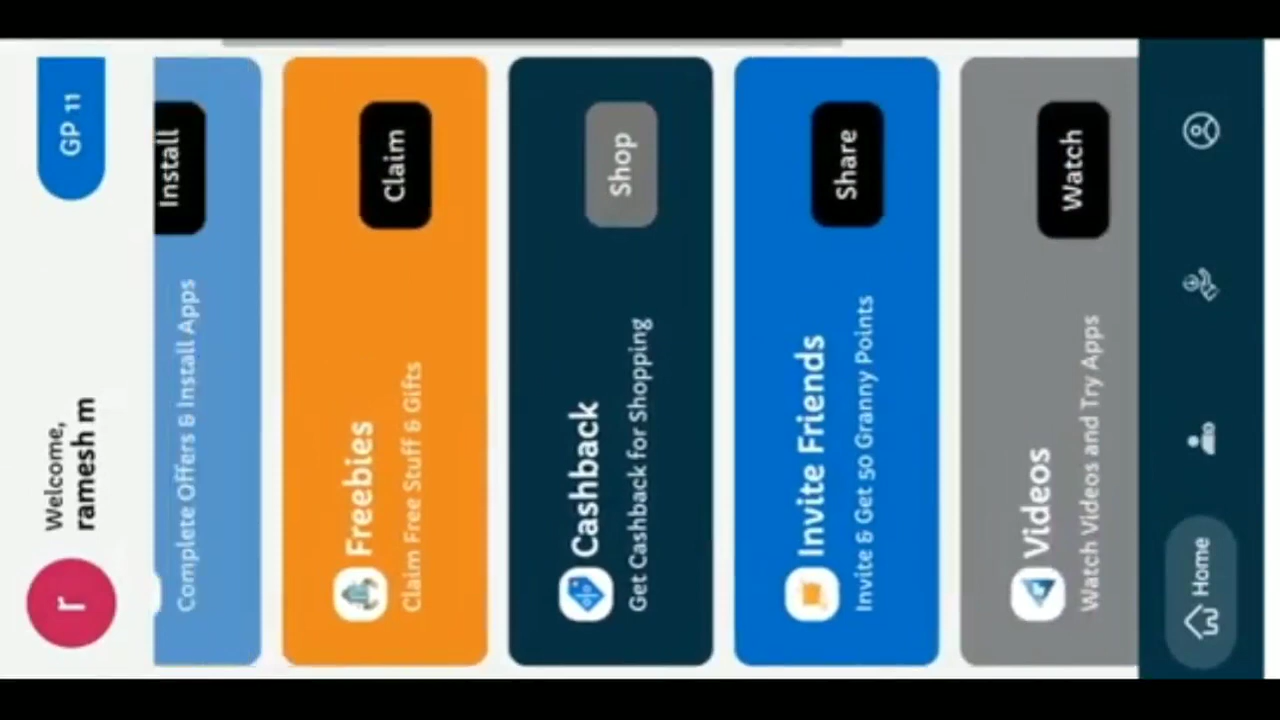 Welcome,
ramesh m
GP 11
Complete Offers & Install Apps
Install
Freebies
Claim Free Stuff & Gifts
Claim
Cashback
Get Cashback for Shopping
Shop
Invite Friends
Invite & Get 50 Granny Points
Share
Videos
Watch Videos and Try Apps
Watch
Home